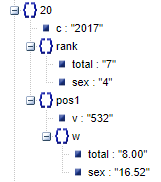 {} 20
c : "2017"
{} rank
total : "7"
sex : "4"
{} pos1
v : "532"
{} w
total : "8.00"
sex : "16.52"